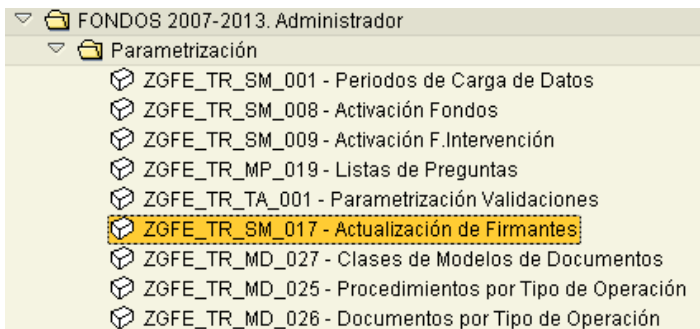 FONDOS 2007-2013. Administrador
Parametrización
ZGFE_TR_SM_001 - Periodos de Carga de Datos
ZGFE_TR_SM_008 - Activación Fondos
ZGFE_TR_SM_009 - Activación F.Intervención
ZGFE_TR_MP_019 - Listas de Preguntas
ZGFE_TR_TA_001 - Parametrización Validaciones
ZGFE_TR_SM_017 - Actualización de Firmantes
ZGFE_TR_MD_027 - Clases de Modelos de Documentos
ZGFE_TR_MD_025 - Procedimientos por Tipo de Operación
ZGFE_TR_MD_026 - Documentos por Tipo de Operación